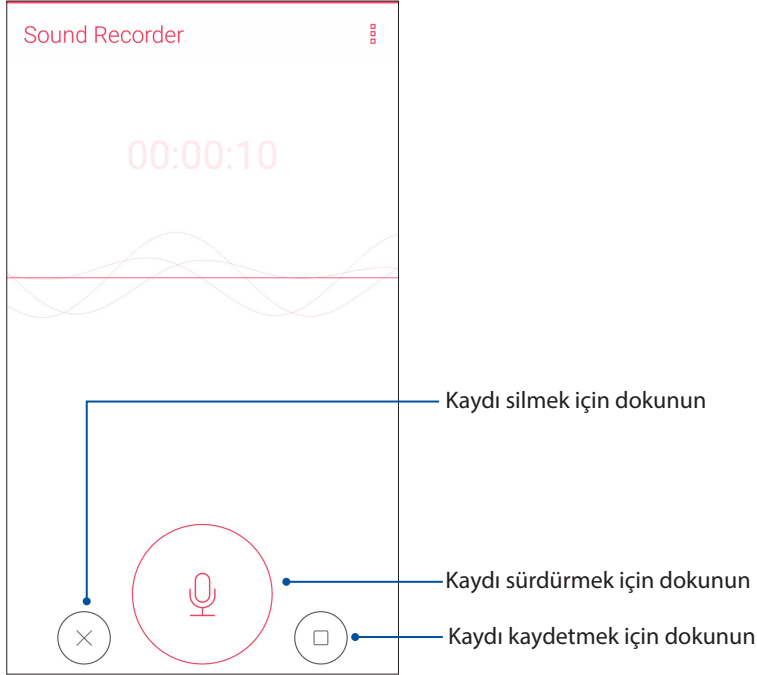 Sound Recorder
00:00:10
Kaydı silmek için dokunun
Kaydı sürdürmek için dokunun
Kaydı kaydetmek için dokunun